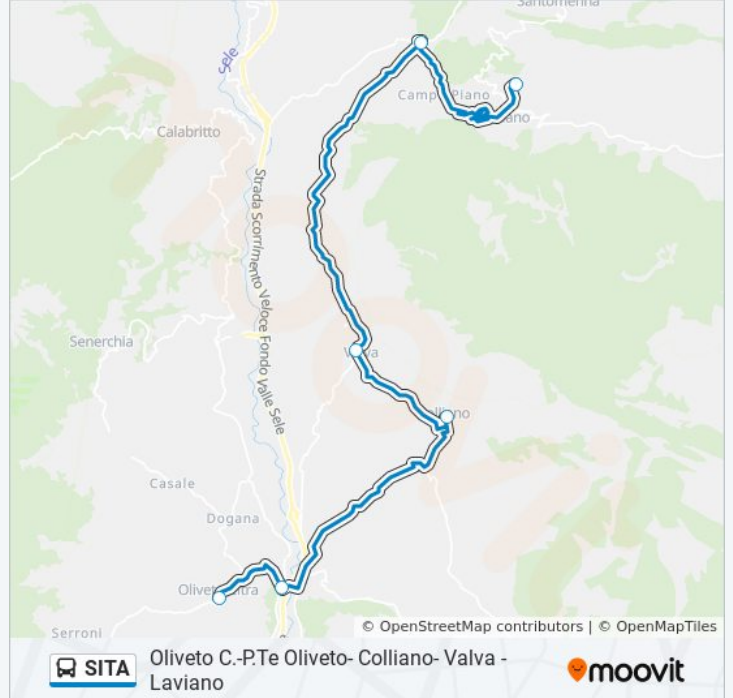 Santomenna
Sele
Campo Piano
Calabritto
Strada Scorrimento Veloce Fondo Valle Sele
Senerchia
Valva
Casale
Dogana
Serroni
© OpenStreetMap contributors | © OpenMapTiles
SITA
Oliveto C.-P.Te Oliveto- Colliano- Valva -
Laviano
moovit